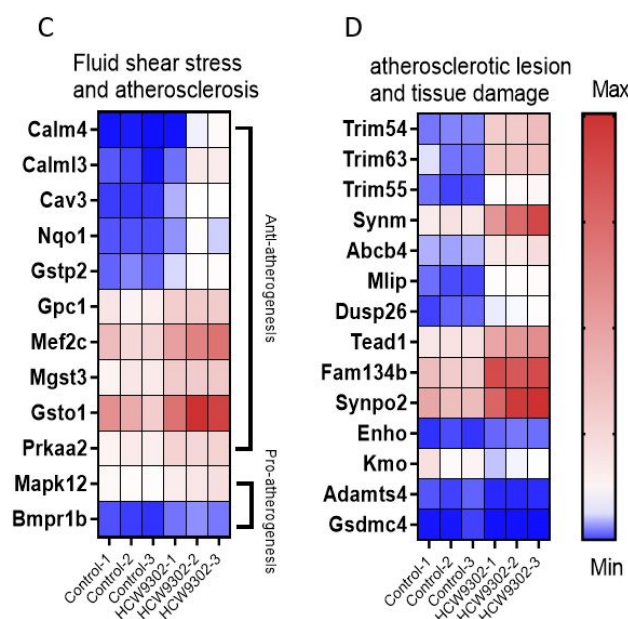 C
Fluid shear stress
and atherosclerosis
Calm4
Calml3
Cav3
Nqo1
Gstp2
Gpc1
Mef2c
Mgst3
Gsto1
Prkaa2
Mapk12
Bmpr1b
Anti-atherogenesis
Pro-atherogenesis
Control-1
Control-2
Control-3
HCW9302-1
HCW9302-2
HCW9302-3
D
atherosclerotic lesion
and tissue damage
Trim54
Trim63
Trim55
Synm
Abcb4
Mlip
Dusp26
Tead1
Fam134b
Synpo2
Enho
Kmo
Adamts4
Gsdmc4
Control-1
Control-2
Control-3
HCW9302-1
HCW9302-2
HCW9302-3
Max
Min